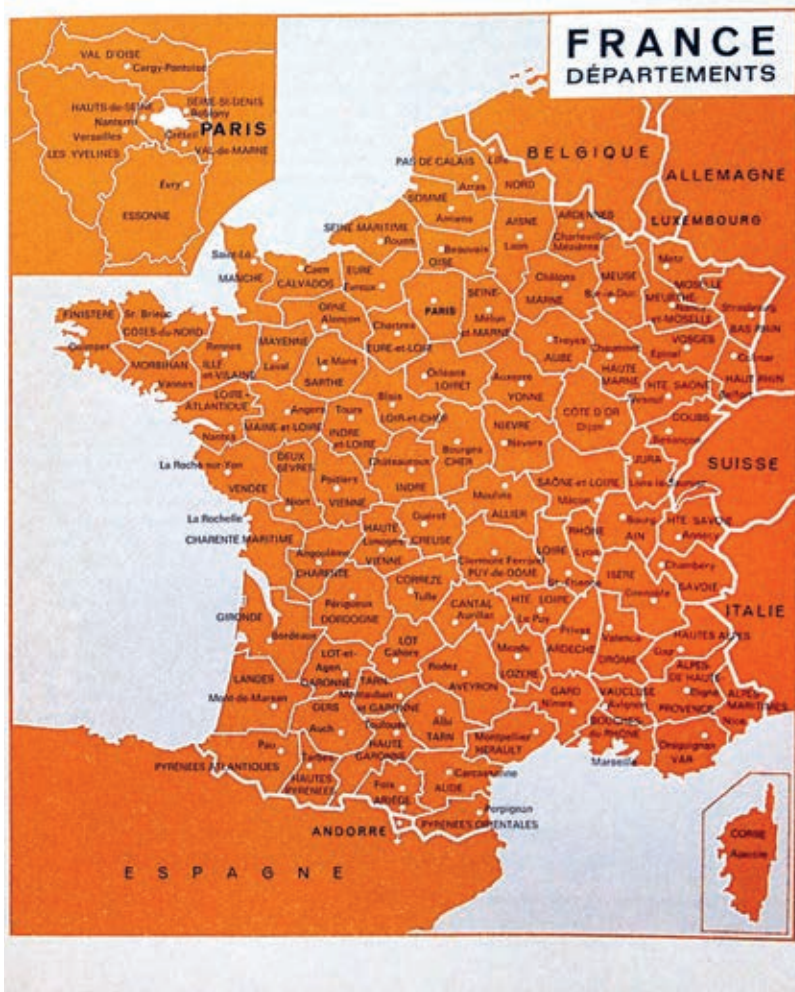 FRANCE
DÉPARTEMENTS
VAL D'OISE
Cergy-Pontoise
HAUTS-de-SEINE
SEINE-St-DENIS
Bobigny
Nanterre
PARIS
Versailles
Créteil
LES YVELINES
VAL-de-MARNE
Evry
ESSONNE
BELGIQUE
ALLEMAGNE
LUXEMBOURG
PAS DE CALAIS
Lille
Arras
NORD
SOMME
Amiens
AISNE
Laon
ARDENNES
Charleville
Mézières
SEINE MARITIME
Rouen
Beauvais
OISE
Saint-Lô
MANCHE
Caen
CALVADOS
EURE
Evreux
PARIS
SEINE-
Melun
et-MARNE
Châlons
MARNE
MEUSE
Bar-le-Duc
Metz
MOSELLE
MEURTHE-
Nancy
et-MOSELLE
Strasbourg
BAS RHIN
ORNE
Alençon
Chartres
EURE-et-LOIR
FINISTERE
Quimper
St. Brieuc
COTES-du-NORD
MORBIHAN
Vannes
Rennes
ILLE
et-VILAINE
MAYENNE
Laval
Le Mans
SARTHE
Orléans
LOIRET
Troyes
AUBE
Chaumont
HAUTE
MARNE
VOSGES
Epinal
Colmar
HAUT RHIN
Belfort
HTE SAONE
Vesoul
Auxerre
YONNE
Blois
LOIR-et-CHER
LOIRE-
ATLANTIQUE
Nantes
Angers
MAINE-et-LOIRE
Tours
INDRE
et-LOIRE
COTE D'OR
Dijon
DOUBS
Besançon
NIEVRE
Nevers
Bourges
CHER
Châteauroux
INDRE
DEUX
SEVRES
Niort
Poitiers
VIENNE
La Roche-sur-Yon
VENDÉE
JURA
Lons-le-Saunier
SUISSE
SAÔNE-et-LOIRE
Mâcon
Moulins
ALLIER
La Rochelle
CHARENTE MARITIME
Angoulême
CHARENTE
HAUTE
Limoges
VIENNE
Guéret
CREUSE
Clermont Ferrand
PUY-de-DÔME
LOIRE
St-Etienne
RHÔNE
Lyon
Bourg
AIN
HTE SAVOIE
Annecy
Chambéry
SAVOIE
ISERE
Grenoble
ITALIE
CORREZE
Tulle
CANTAL
Aurillac
HTE LOIRE
Le Puy
Périgueux
DORDOGNE
GIRONDE
Bordeaux
Privas
ARDECHE
Valence
DRÔME
HAUTES ALPES
Gap
ALPES-
DE HAUTE-
Digne
PROVENCE
ALPES-
MARITIMES
Nice
LOT
Cahors
LOT-et-
Agen
GARONNE
TARN-
Montauban
et GARONNE
Rodez
AVEYRON
Mende
LOZERE
GARD
Nimes
VAUCLUSE
Avignon
LANDES
Mont-de-Marsan
GERS
Auch
Toulouse
HAUTE
GARONNE
Albi
TARN
Montpellier
HERAULT
BOUCHES-
du-RHÔNE
Marseille
Draguignan
VAR
Pau
PYRENEES ATLANTIQUES
Tarbes
HAUTES
PYRENEES
Foix
ARIEGE
Carcassonne
AUDE
Perpignan
PYRENEES ORIENTALES
ANDORRE
ESPAGNE
CORSE
Ajaccio